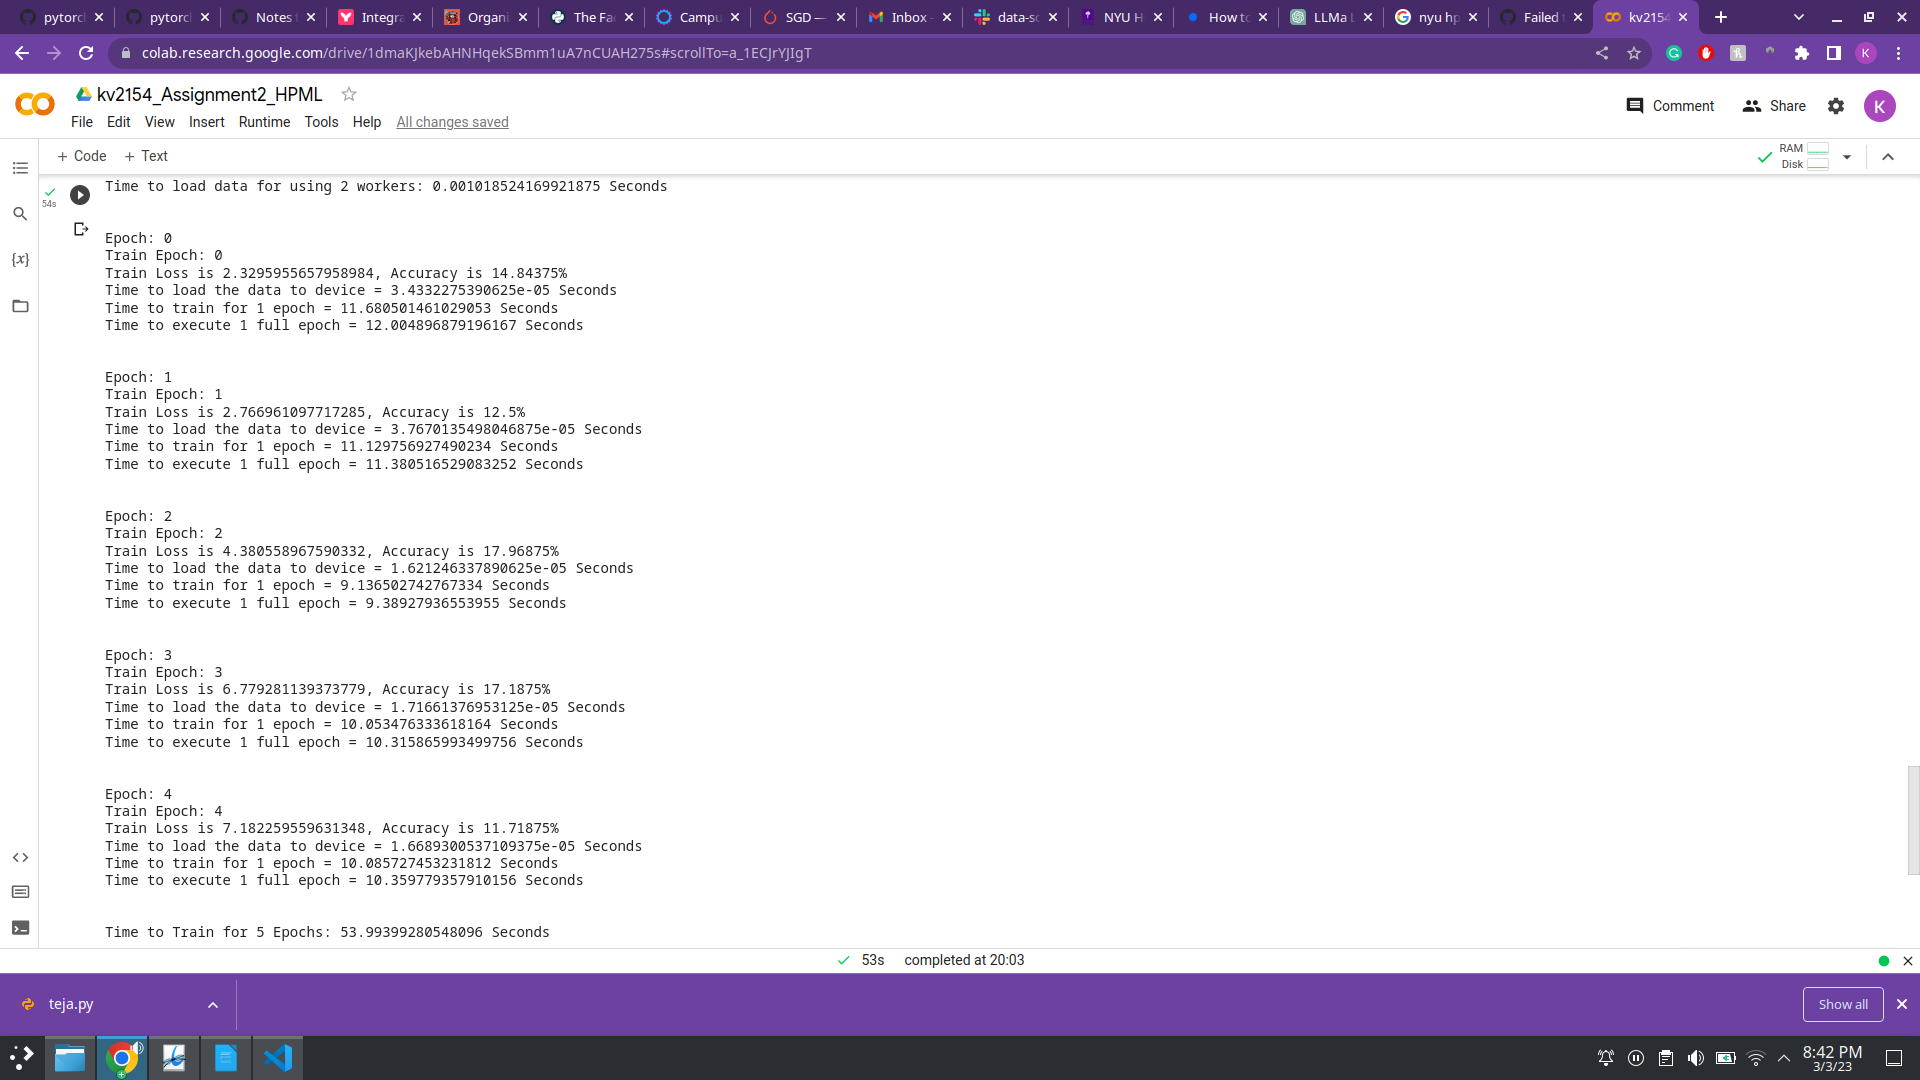 pytorc
pytorc
Notes
Integra
Organi
The Fa
Campu
SGD —
Inbox
data-sc
NYU H
How to
LLMa
nyu hp
Failed
kv2154
colab.research.google.com/drive/1dmaKJkebAHNHqekSBmm1uA7nCUAH275s#scrollTo=a_1ECJrYJIgT
K
kv2154_Assignment2_HPML
File Edit View Insert Runtime Tools Help All changes saved
Comment
Share
K
+ Code + Text
RAM
Disk
54s
{x}
Time to load data for using 2 workers: 0.001018524169921875 Seconds
Epoch: 0
Train Epoch: 0
Train Loss is 2.3295955657958984, Accuracy is 14.84375%
Time to load the data to device = 3.4332275390625e-05 Seconds
Time to train for 1 epoch = 11.680501461029053 Seconds
Time to execute 1 full epoch = 12.004896879196167 Seconds
Epoch: 1
Train Epoch: 1
Train Loss is 2.766961097717285, Accuracy is 12.5%
Time to load the data to device = 3.7670135498046875e-05 Seconds
Time to train for 1 epoch = 11.129756927490234 Seconds
Time to execute 1 full epoch = 11.380516529083252 Seconds
Epoch: 2
Train Epoch: 2
Train Loss is 4.380558967590332, Accuracy is 17.96875%
Time to load the data to device = 1.621246337890625e-05 Seconds
Time to train for 1 epoch = 9.136502742767334 Seconds
Time to execute 1 full epoch = 9.38927936553955 Seconds
Epoch: 3
Train Epoch: 3
Train Loss is 6.779281139373779, Accuracy is 17.1875%
Time to load the data to device = 1.71661376953125e-05 Seconds
Time to train for 1 epoch = 10.053476333618164 Seconds
Time to execute 1 full epoch = 10.315865993499756 Seconds
Epoch: 4
Train Epoch: 4
Train Loss is 7.182259559631348, Accuracy is 11.71875%
Time to load the data to device = 1.6689300537109375e-05 Seconds
Time to train for 1 epoch = 10.085727453231812 Seconds
Time to execute 1 full epoch = 10.359779357910156 Seconds
Time to Train for 5 Epochs: 53.99399280548096 Seconds
53s completed at 20:03
teja.py
Show all
8:42 PM
3/3/23